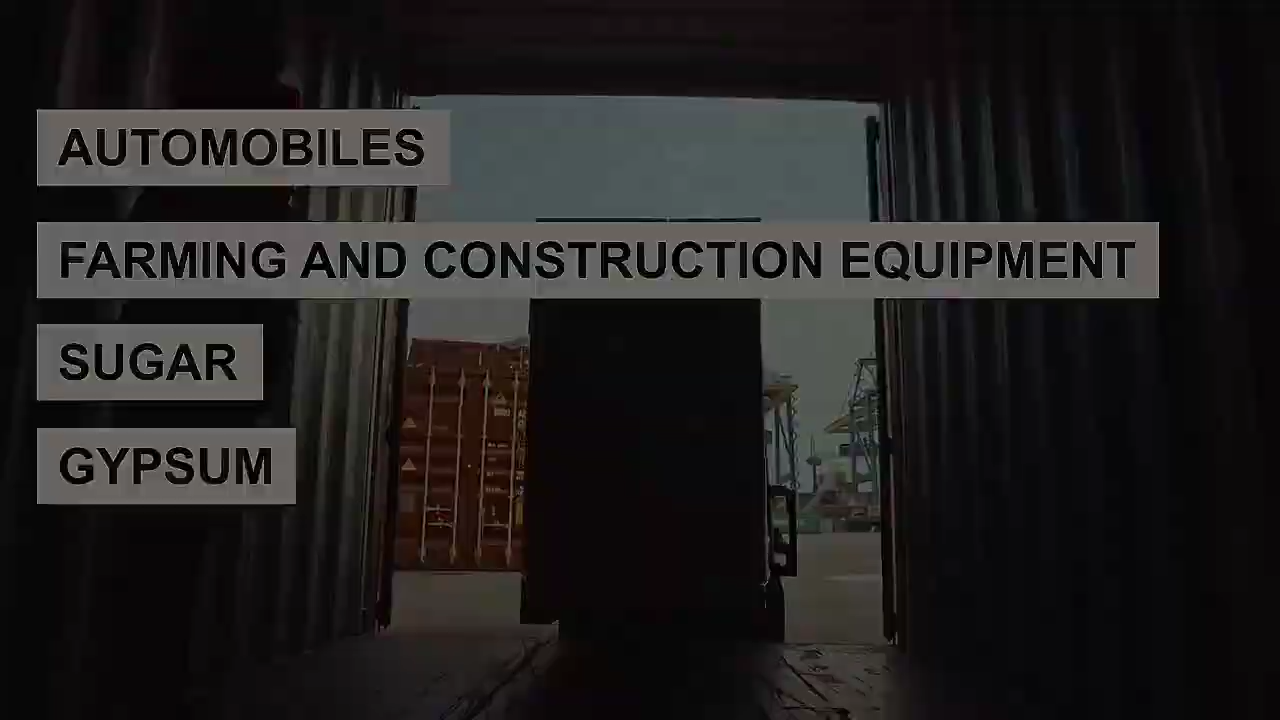 AUTOMOBILES
FARMING AND CONSTRUCTION EQUIPMENT
SUGAR
GYPSUM